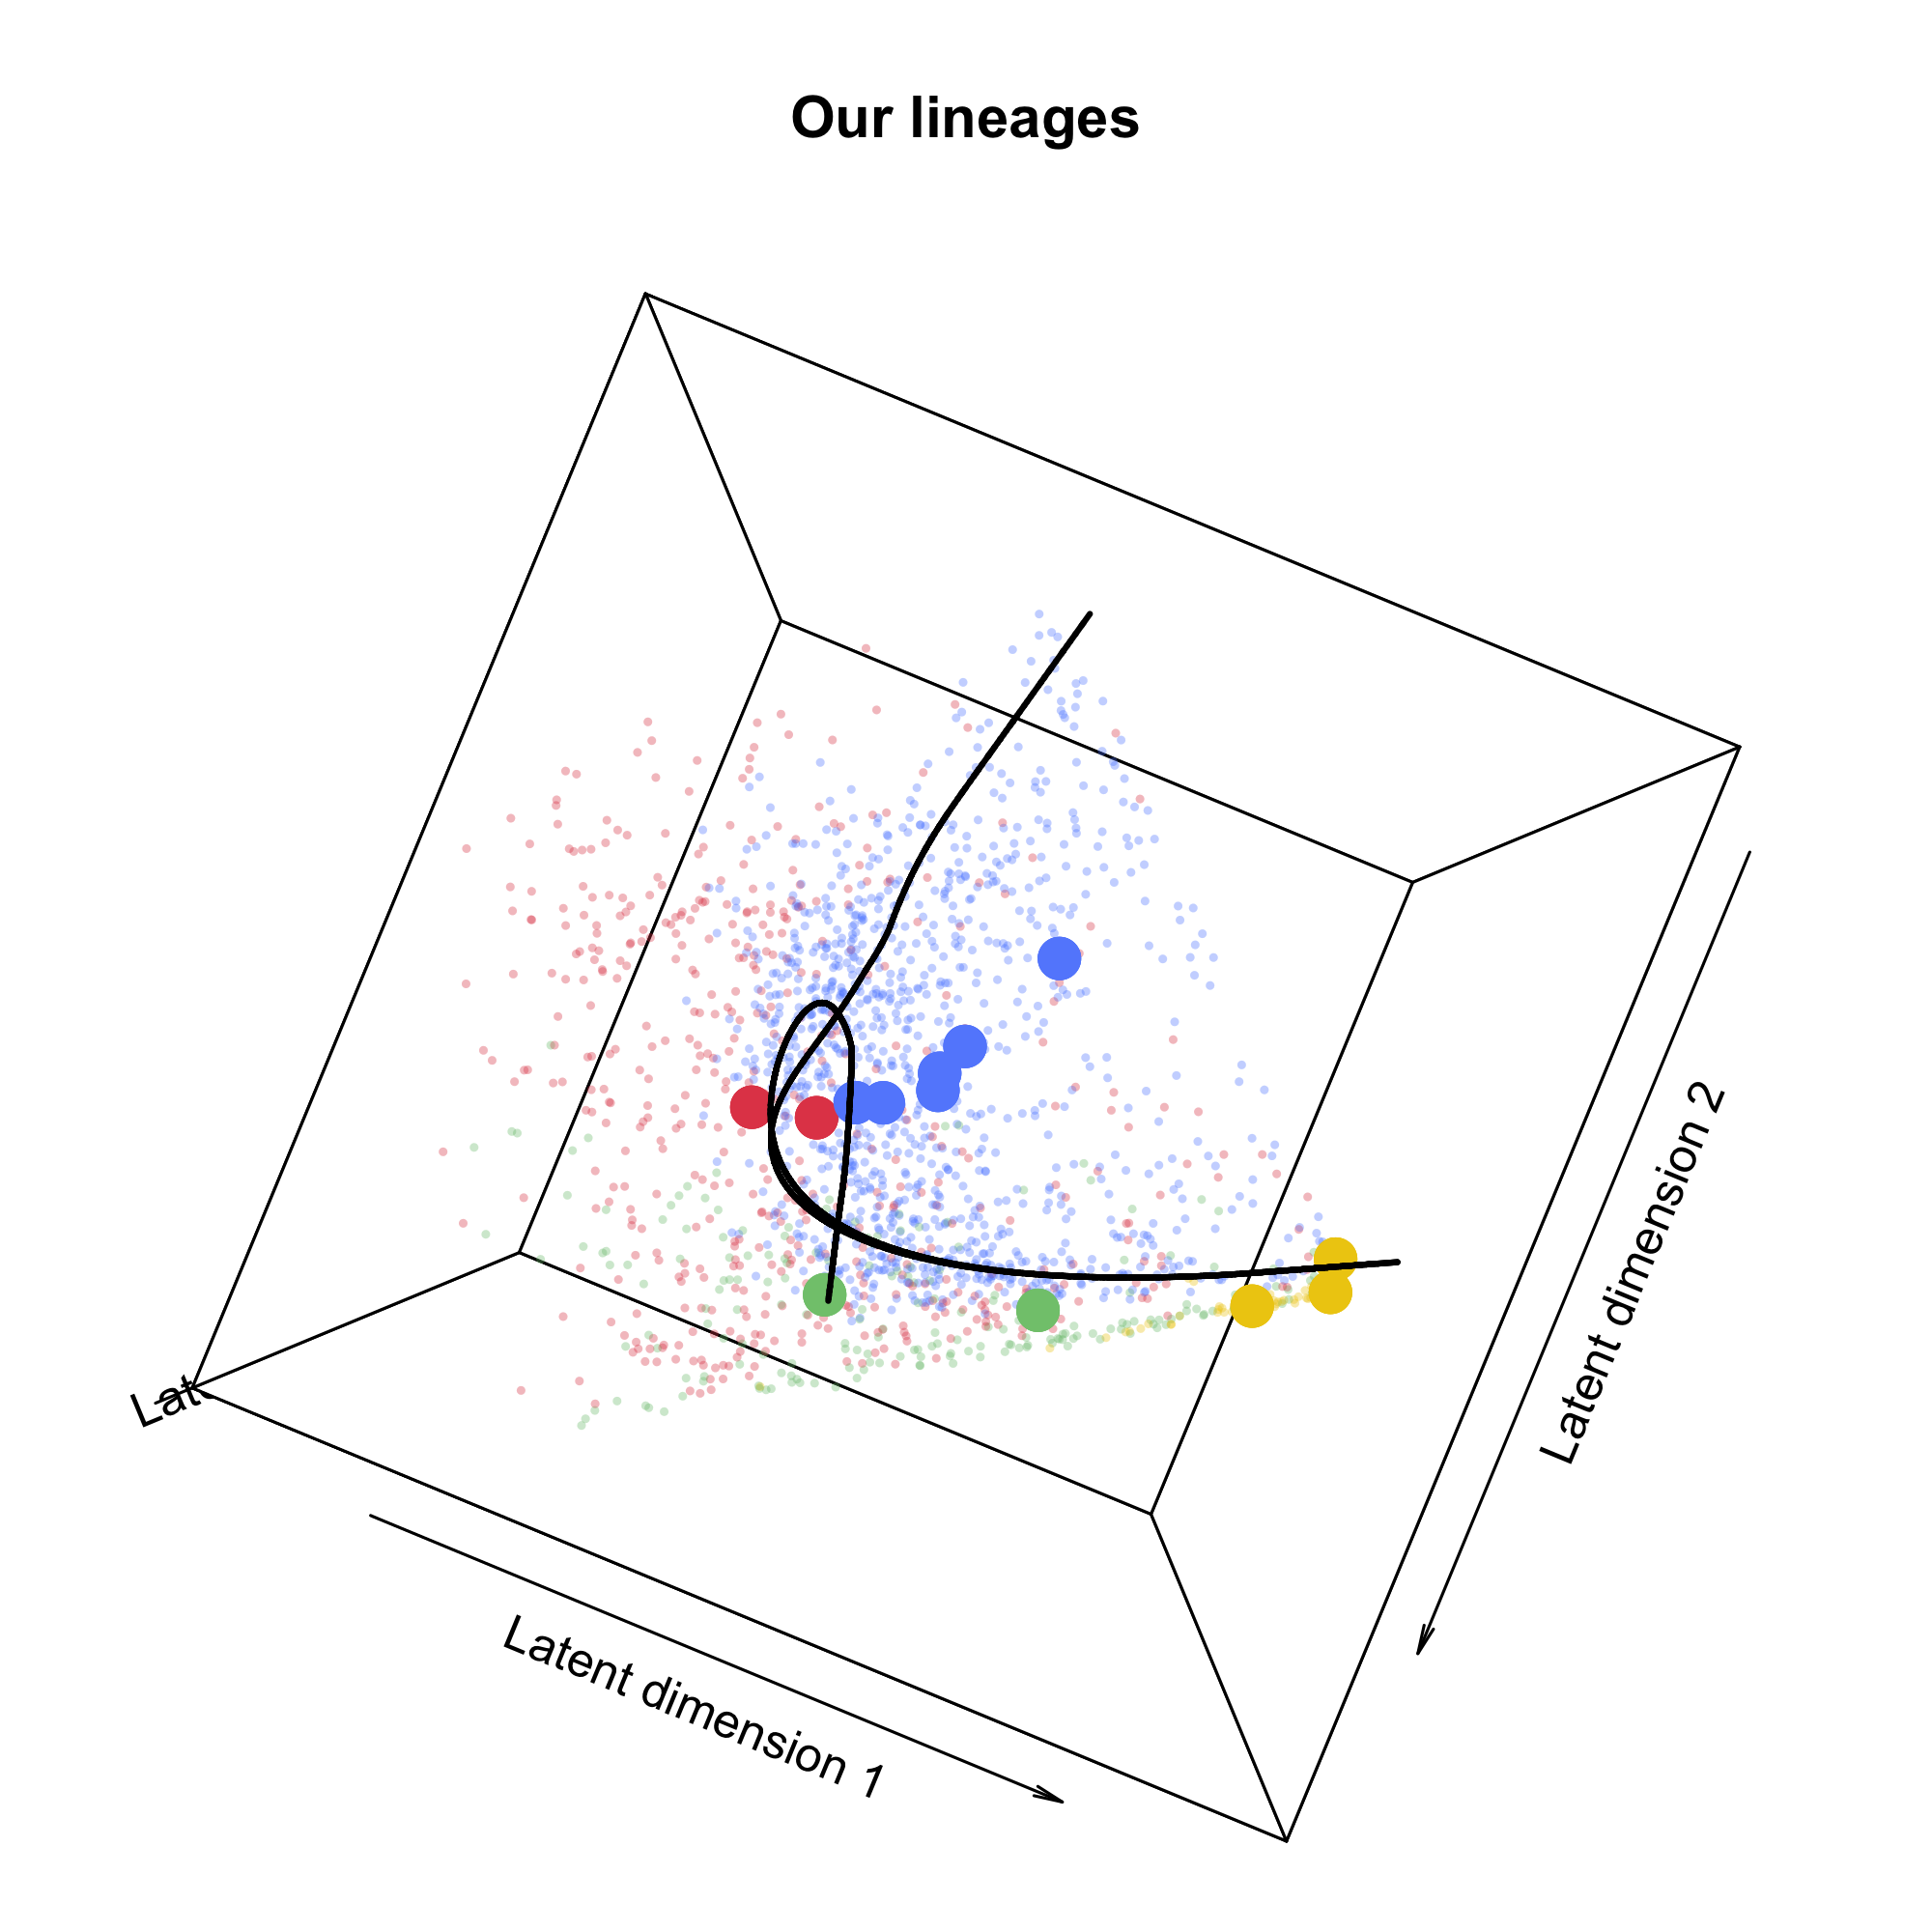 Our lineages
Latent dimension 2
Lat
Latent dimension 1